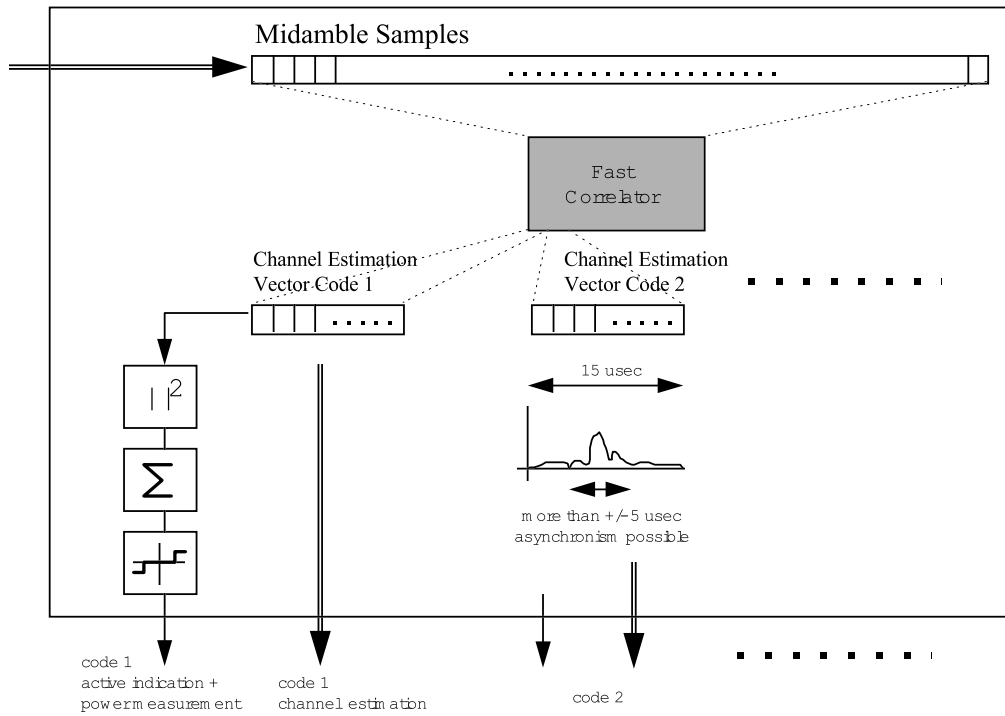 Midamble Samples
Fast
Correlator
Channel Estimation
Vector Code 1
Channel Estimation
Vector Code 2
15 usec
| |2
Σ
more than +/-5 usec
asynchronism possible
code 1
active indication +
power measurement
code 1
channel estimation
code 2